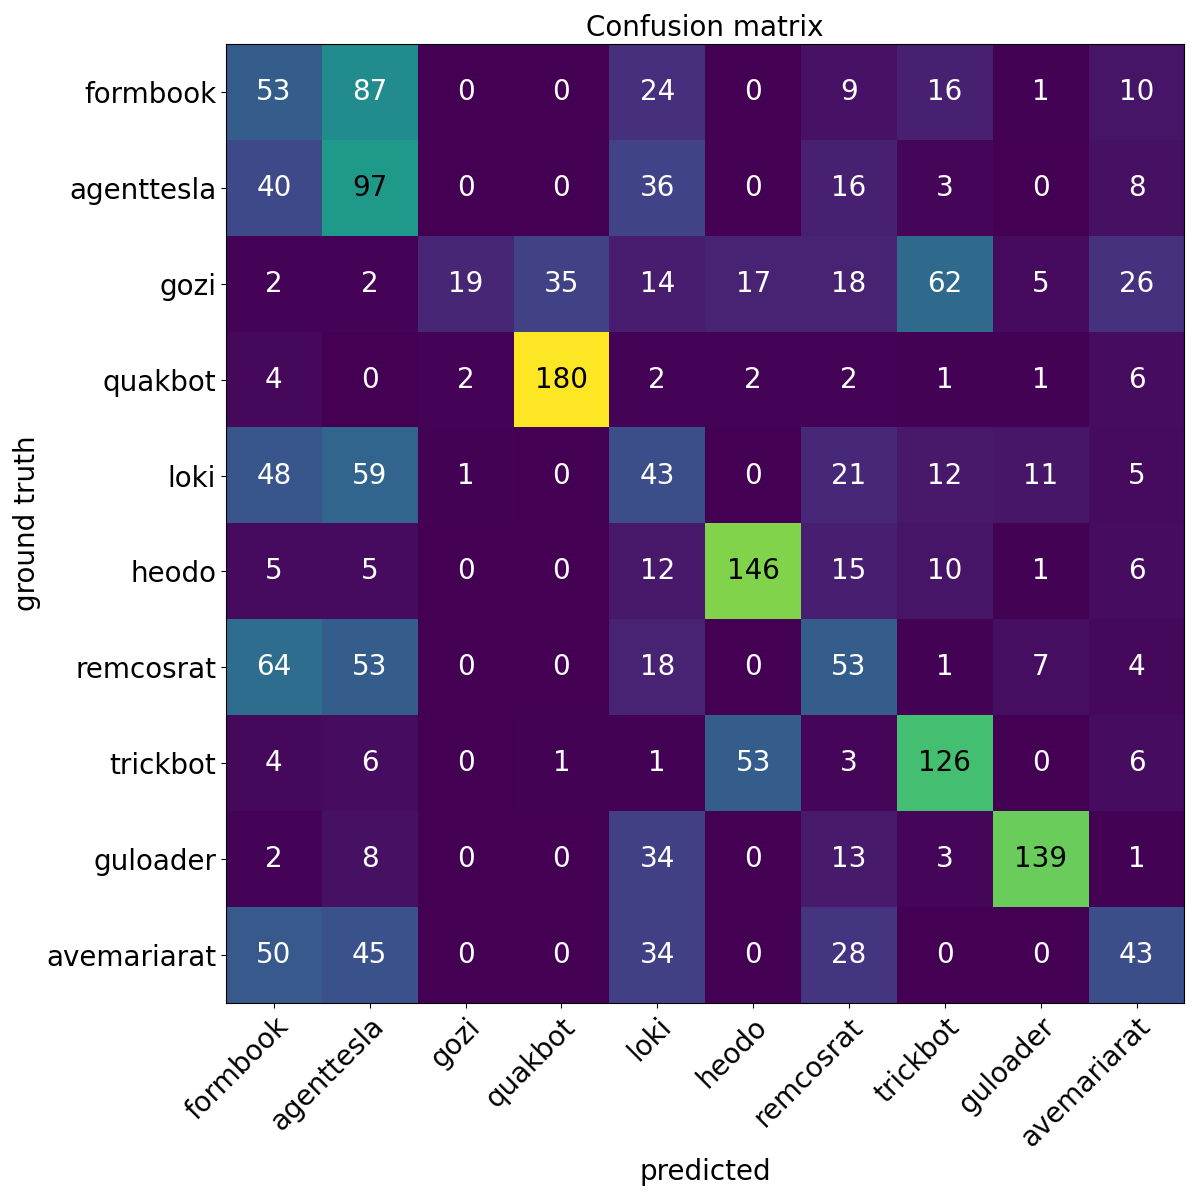 Confusion matrix
formbook 53 87 0 0 24 0 9 16 1 10
agenttesla 40 97 0 0 36 0 16 3 0 8
gozi 2 2 19 35 14 17 18 62 5 26
quakbot 4 0 2 180 2 2 2 1 1 6
loki 48 59 1 0 43 0 21 12 11 5
heodo 5 5 0 0 12 146 15 10 1 6
remcosrat 64 53 0 0 18 0 53 1 7 4
trickbot 4 6 0 1 1 53 3 126 0 6
guloader 2 8 0 0 34 0 13 3 139 1
avemariarat 50 45 0 0 34 0 28 0 0 43
ground truth
formbook agenttesla gozi quakbot loki heodo remcosrat trickbot guloader avemariarat
predicted